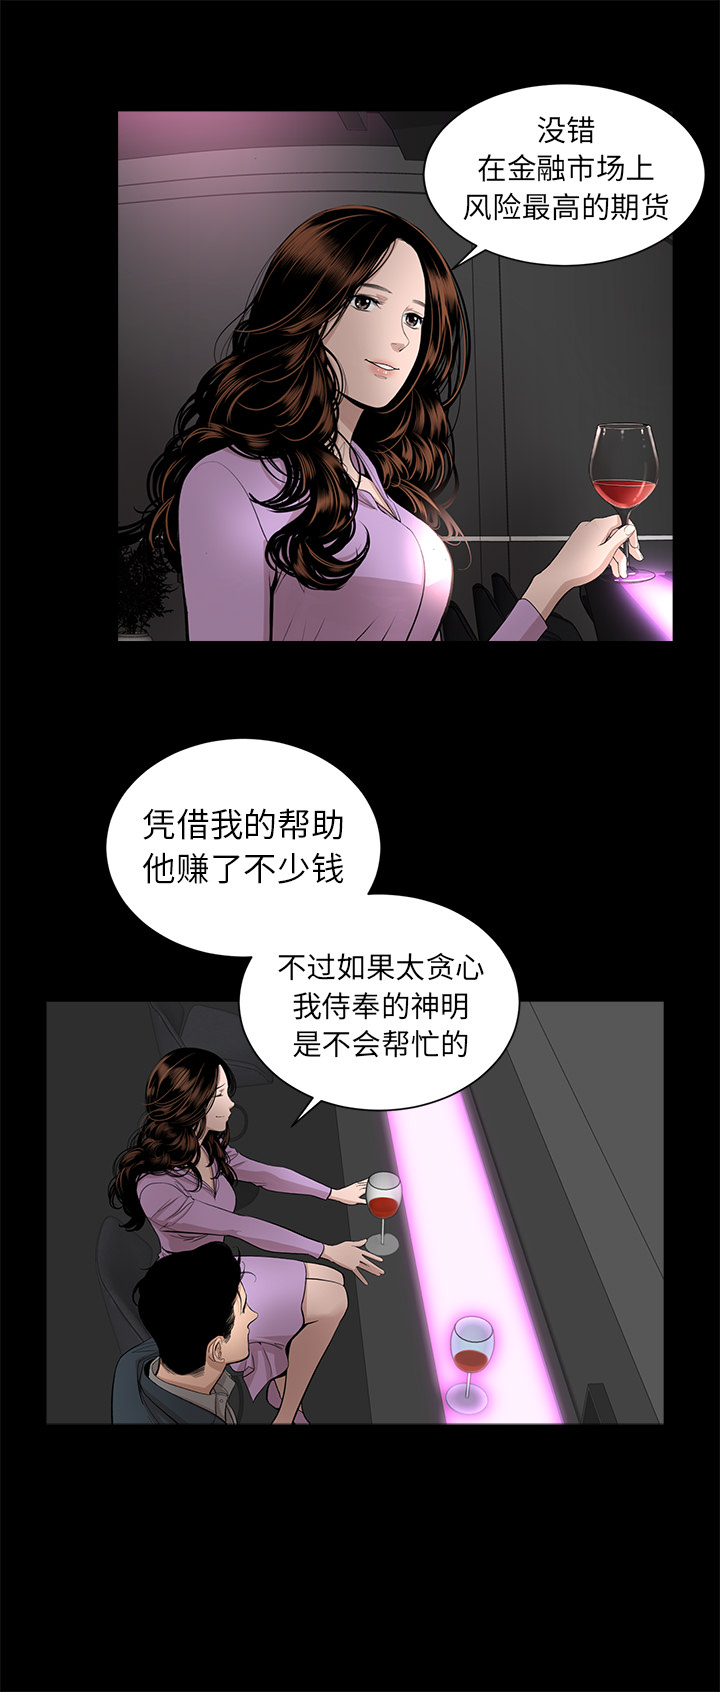 没错
在金融市场上
风险最高的期货
凭借我的帮助
他赚了不少钱
不过如果太贪心
我侍奉的神明
是不会帮忙的